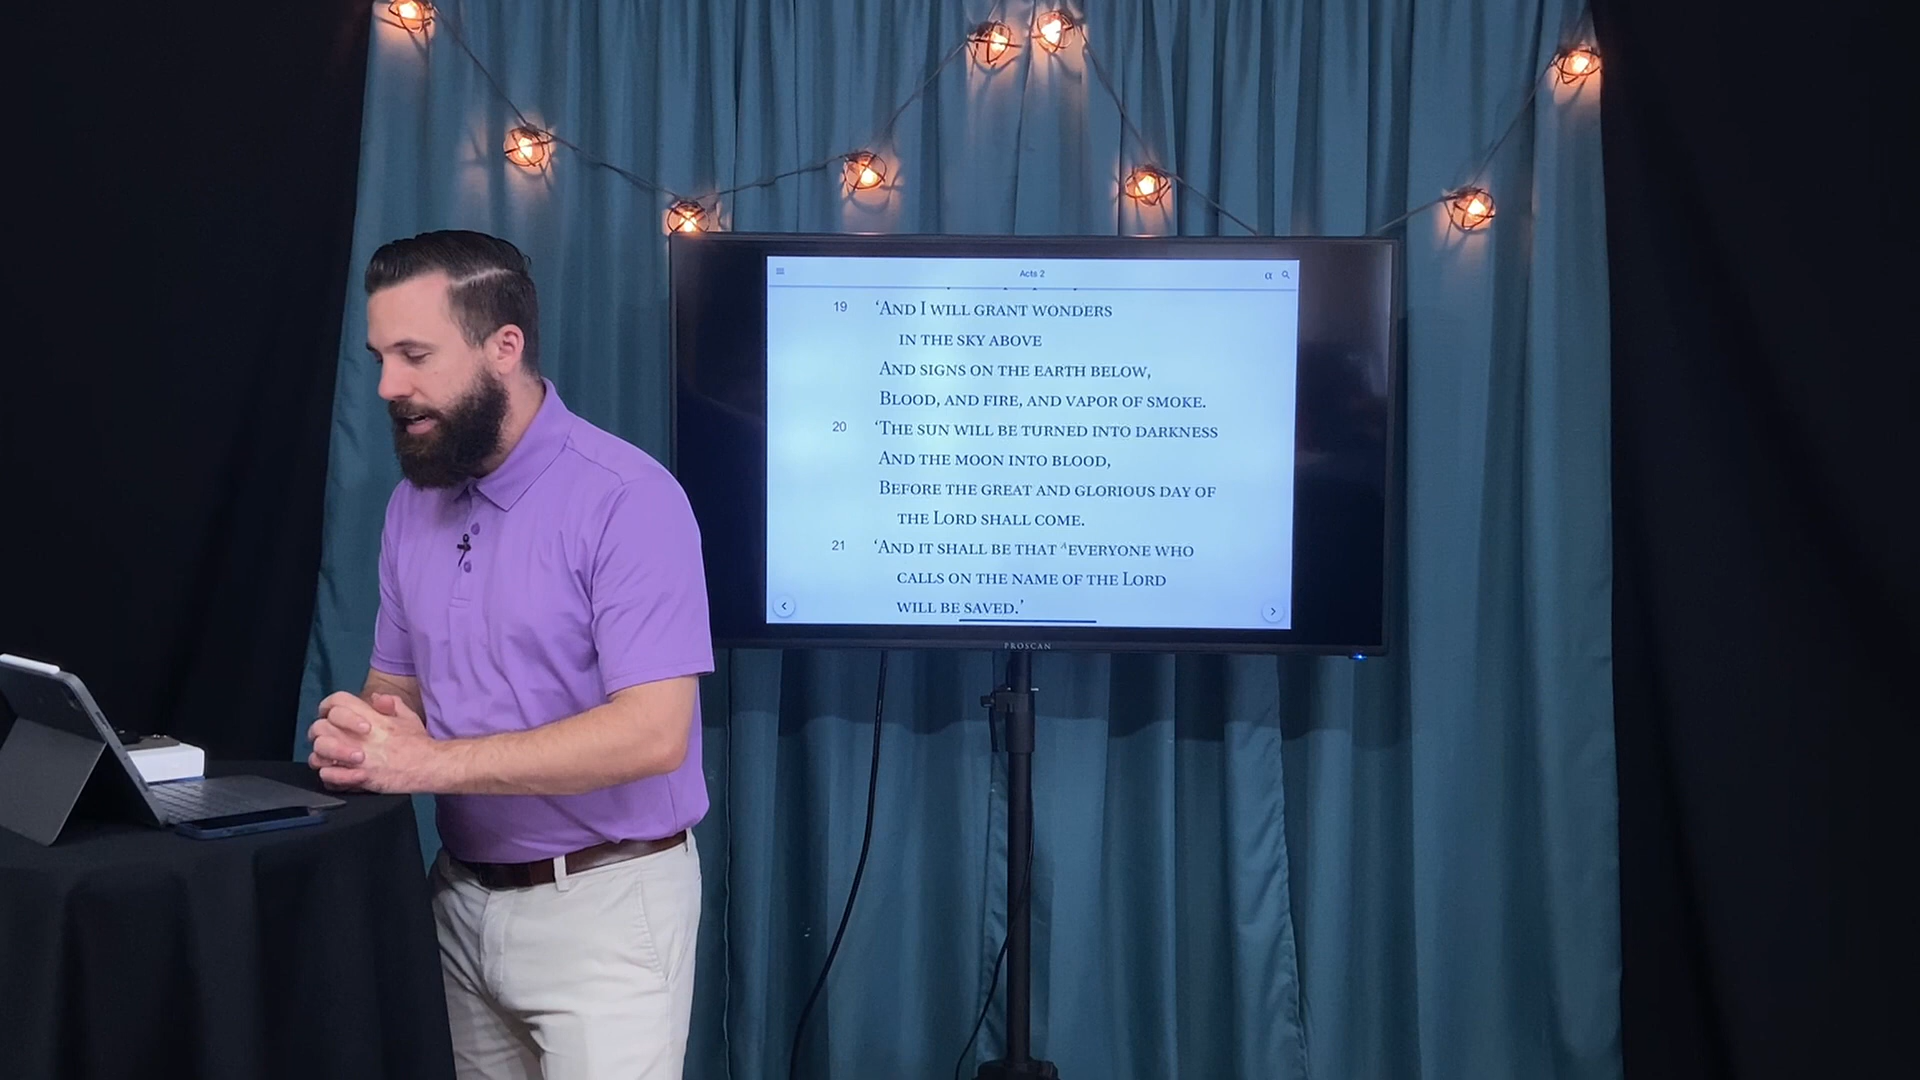 Acts 2
α
19 ‘AND I WILL GRANT WONDERS
IN THE SKY ABOVE
AND SIGNS ON THE EARTH BELOW,
BLOOD, AND FIRE, AND VAPOR OF SMOKE.
20 ‘THE SUN WILL BE TURNED INTO DARKNESS
AND THE MOON INTO BLOOD,
BEFORE THE GREAT AND GLORIOUS DAY OF
THE LORD SHALL COME.
21 ‘AND IT SHALL BE THAT ᴬEVERYONE WHO
CALLS ON THE NAME OF THE LORD
WILL BE SAVED.’
PROSCAN